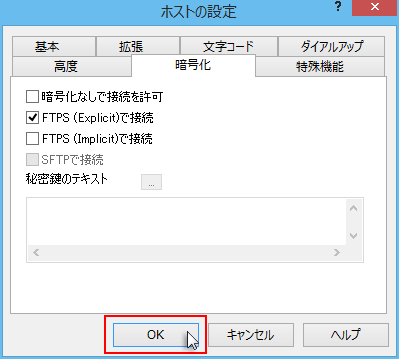 ホストの設定
? ×
基本 拡張 文字コード ダイアルアップ
高度 暗号化 特殊機能
暗号化なしで接続を許可
FTPS (Explicit)で接続
FTPS (Implicit)で接続
SFTPで接続
秘密鍵のテキスト ...
OK キャンセル ヘルプ